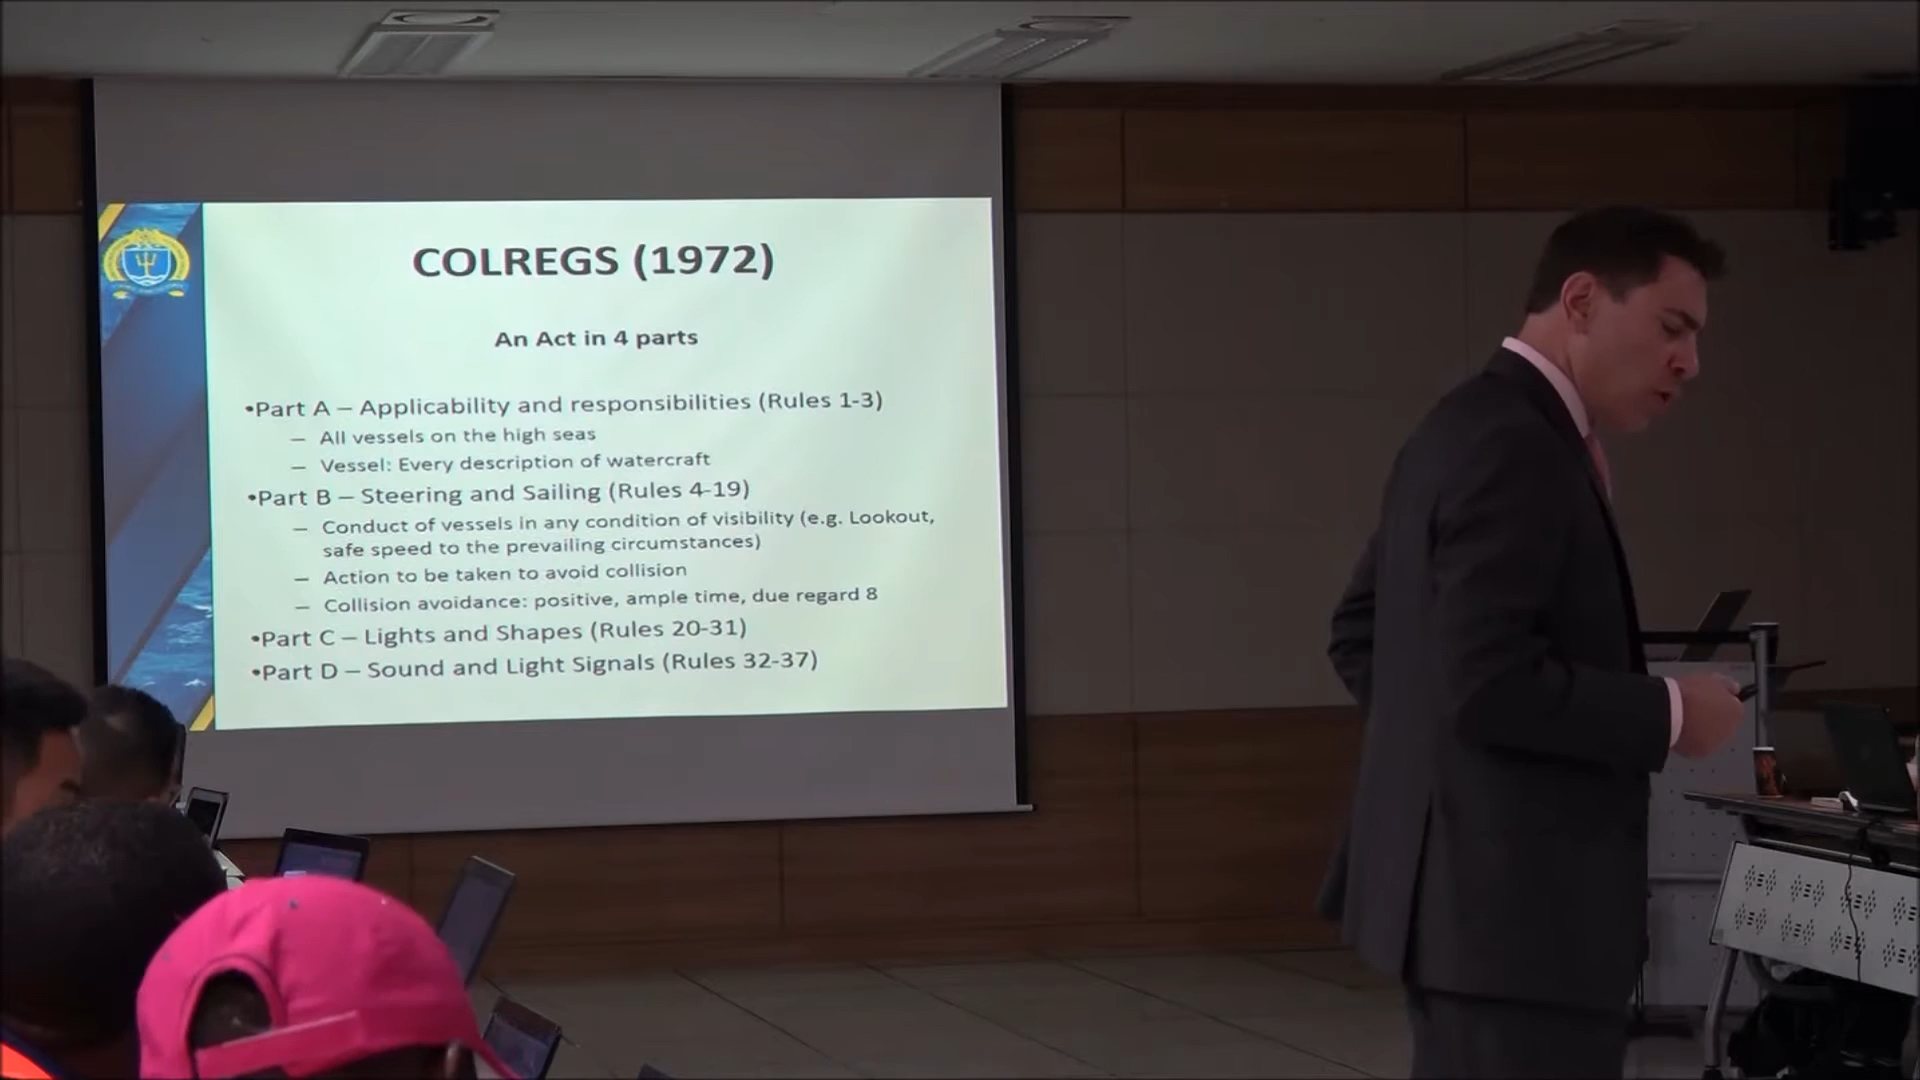 COLREGS (1972)
An Act in 4 parts
•Part A – Applicability and responsibilities (Rules 1-3)
– All vessels on the high seas
– Vessel: Every description of watercraft
•Part B – Steering and Sailing (Rules 4-19)
– Conduct of vessels in any condition of visibility (e.g. Lookout,
safe speed to the prevailing circumstances)
– Action to be taken to avoid collision
– Collision avoidance: positive, ample time, due regard 8
•Part C – Lights and Shapes (Rules 20-31)
•Part D – Sound and Light Signals (Rules 32-37)